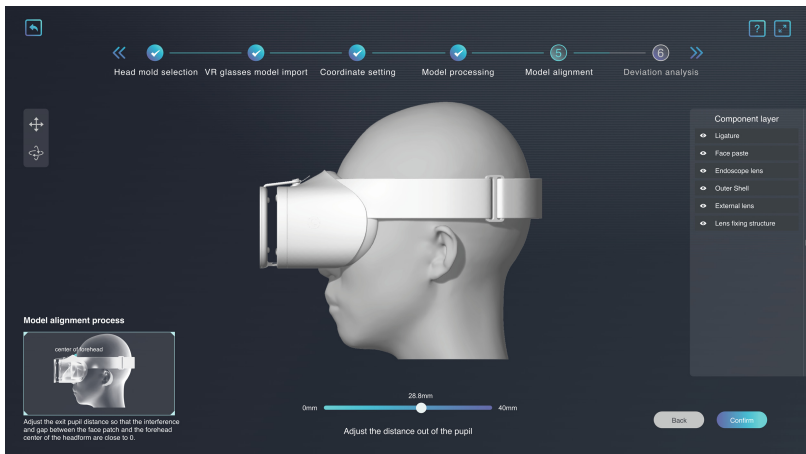 ?
5
6
Head mold selection
VR glasses model import
Coordinate setting
Model processing
Model alignment
Deviation analysis
Component layer
Ligature
Face paste
Endoscope lens
Outer Shell
External lens
Lens fixing structure
Model alignment process
center of forehead
Adjust the exit pupil distance so that the interference
and gap between the face patch and the forehead
center of the headform are close to 0.
28.8mm
0mm
40mm
Adjust the distance out of the pupil
Back
Confirm